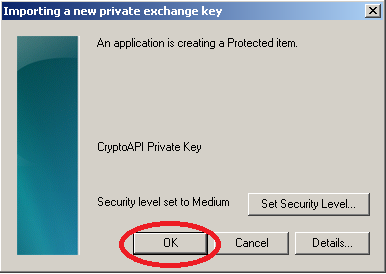 Importing a new private exchange key
An application is creating a Protected item.
CryptoAPI Private Key
Security level set to Medium
Set Security Level...
OK
Cancel
Details...